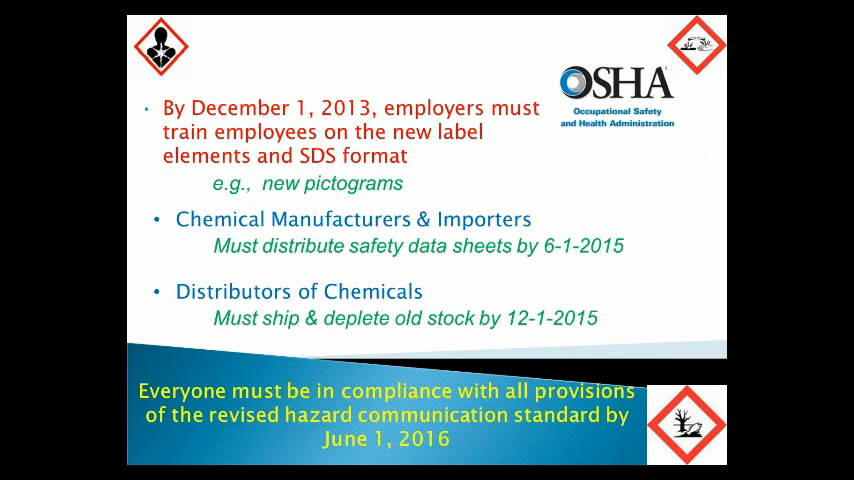 OSHA
Occupational Safety
and Health Administration
• By December 1, 2013, employers must
train employees on the new label
elements and SDS format
e.g., new pictograms
• Chemical Manufacturers & Importers
Must distribute safety data sheets by 6-1-2015
• Distributors of Chemicals
Must ship & deplete old stock by 12-1-2015
Everyone must be in compliance with all provisions
of the revised hazard communication standard by
June 1, 2016